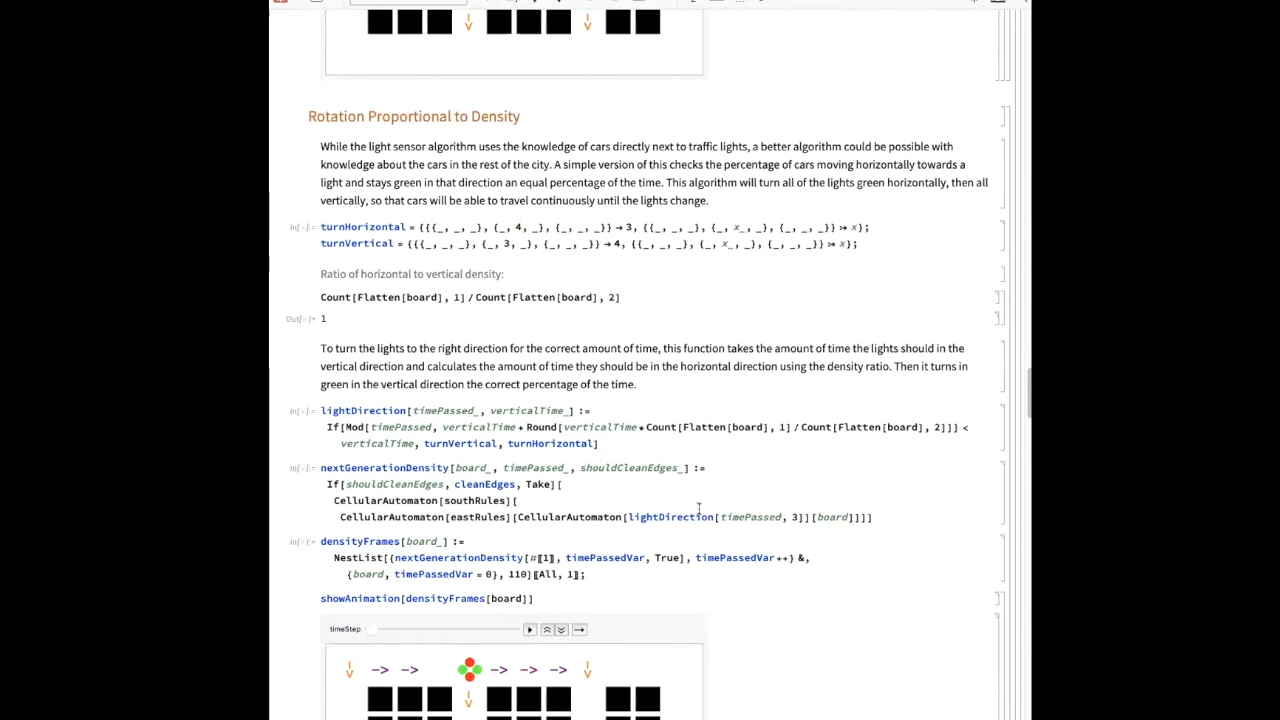 Rotation Proportional to Density
While the light sensor algorithm uses the knowledge of cars directly next to traffic lights, a better algorithm could be possible with
knowledge about the cars in the rest of the city. A simple version of this checks the percentage of cars moving horizontally towards a
light and stays green in that direction an equal percentage of the time. This algorithm will turn all of the lights green horizontally, then all
vertically, so that cars will be able to travel continuously until the lights change.
In[◦]:= turnHorizontal = {{{_, _, _}, {_, 4, _}, {_, _, _}} → 3, {{_, _, _}, {_, x_, _}, {_, _, _}} ⧴ x};
turnVertical = {{{_, _, _}, {_, 3, _}, {_, _, _}} → 4, {{_, _, _}, {_, x_, _}, {_, _, _}} ⧴ x};
Ratio of horizontal to vertical density:
Count[Flatten[board], 1] / Count[Flatten[board], 2]
Out[◦]= 1
To turn the lights to the right direction for the correct amount of time, this function takes the amount of time the lights should in the
vertical direction and calculates the amount of time they should be in the horizontal direction using the density ratio. Then it turns in
green in the vertical direction the correct percentage of the time.
In[◦]:= lightDirection[timePassed_, verticalTime_] :=
If[Mod[timePassed, verticalTime + Round[verticalTime * Count[Flatten[board], 1] / Count[Flatten[board], 2]]] <
verticalTime, turnVertical, turnHorizontal]
In[◦]:= nextGenerationDensity[board_, timePassed_, shouldCleanEdges_] :=
If[shouldCleanEdges, cleanEdges, Take][
CellularAutomaton[southRules][
CellularAutomaton[eastRules][CellularAutomaton[lightDirection[timePassed, 3]][board]]]]
In[◦]:= densityFrames[board_] :=
NestList[{nextGenerationDensity[#〚1〛, timePassedVar, True], timePassedVar ++} &,
{board, timePassedVar = 0}, 110]〚All, 1〛;
showAnimation[densityFrames[board]]
timeStep